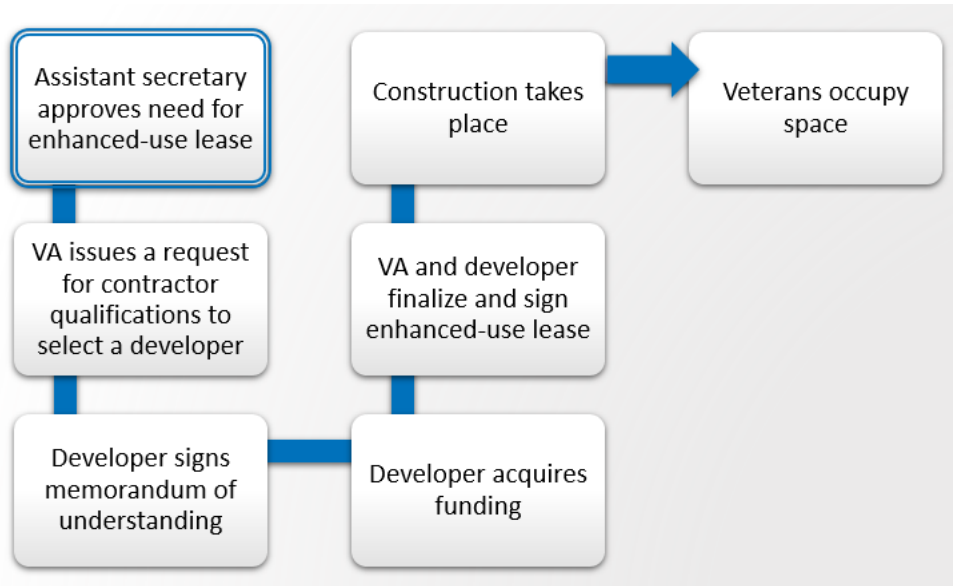 Assistant secretary
approves need for
enhanced-use lease
VA issues a request
for contractor
qualifications to
select a developer
Developer signs
memorandum of
understanding
Developer acquires
funding
VA and developer
finalize and sign
enhanced-use lease
Construction takes
place
Veterans occupy
space